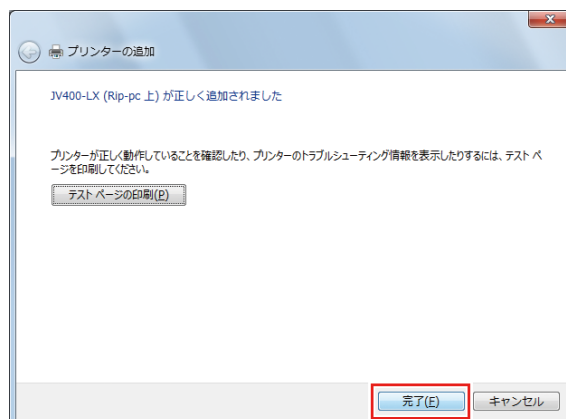 プリンターの追加
JV400-LX (Rip-pc 上) が正しく追加されました
プリンターが正しく動作していることを確認したり、プリンターのトラブルシューティング情報を表示したりするには、テスト ペ
ージを印刷してください。
テスト ページの印刷(P)
完了(F) キャンセル